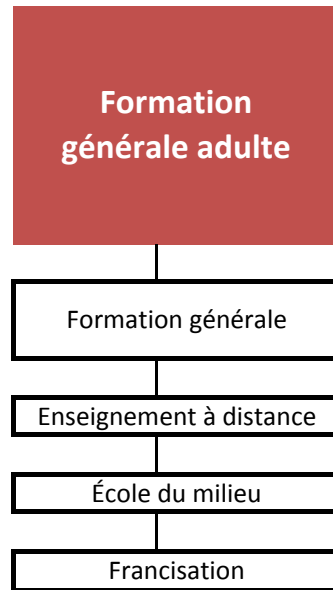 Formation
générale adulte
Formation générale
Enseignement à distance
École du milieu
Francisation